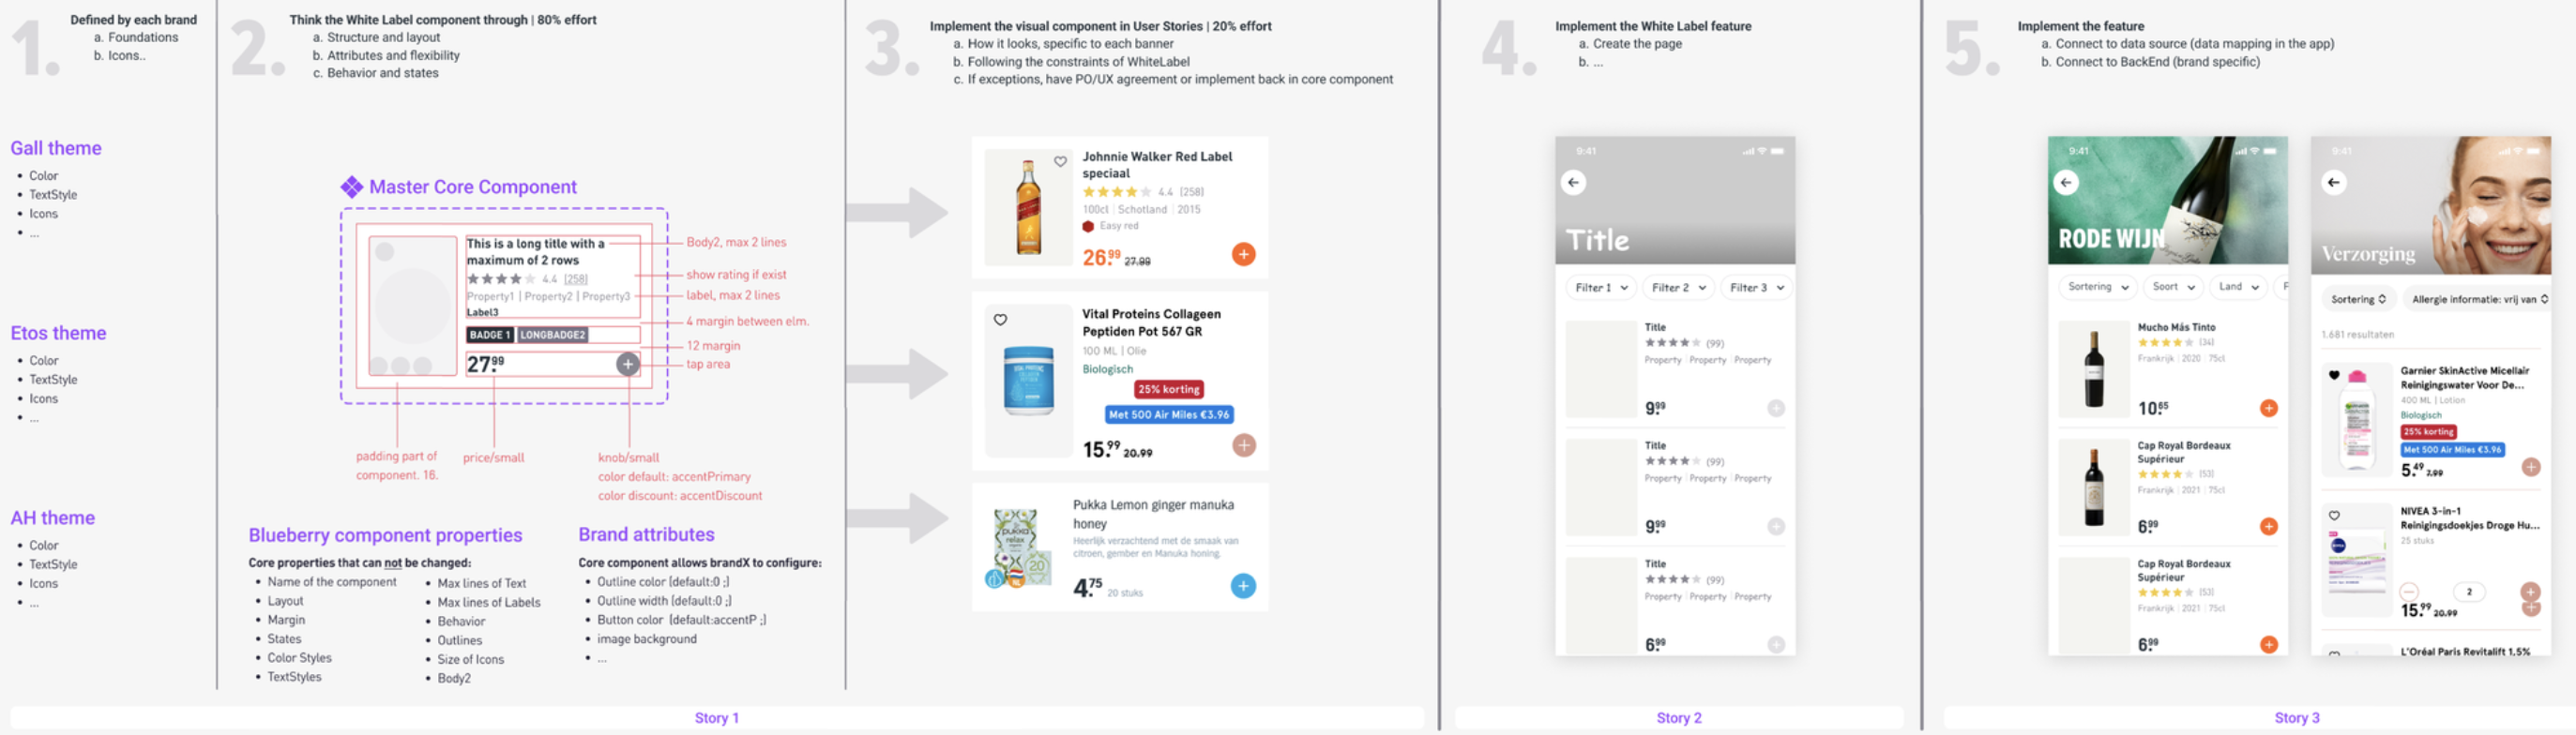 1.
Defined by each brand
a. Foundations
b. Icons..
Gall theme
• Color
• TextStyle
• Icons
• ...
Etos theme
• Color
• TextStyle
• Icons
• ...
AH theme
• Color
• TextStyle
• Icons
• ...
2.
Think the White Label component through | 80% effort
a. Structure and layout
b. Attributes and flexibility
c. Behavior and states
Master Core Component
This is a long title with a
maximum of 2 rows
4.4 (258)
Property1 | Property2 | Property3
Label3
BADGE 1 LONGBADGE2
27.99
Body2, max 2 lines
show rating if exist
label, max 2 lines
4 margin between elm.
12 margin
tap area
padding part of
component. 16.
price/small
knob/small
color default: accentPrimary
color discount: accentDiscount
Blueberry component properties
Core properties that can not be changed:
• Name of the component
• Layout
• Margin
• States
• Color Styles
• TextStyles
• Max lines of Text
• Max lines of Labels
• Behavior
• Outlines
• Size of Icons
• Body2
Brand attributes
Core component allows brandX to configure:
• Outline color [default:0 ;]
• Outline width [default:0 ;]
• Button color [default:accentP ;]
• image background
• ...
3.
Implement the visual component in User Stories | 20% effort
a. How it looks, specific to each banner
b. Following the constraints of WhiteLabel
c. If exceptions, have PO/UX agreement or implement back in core component
Johnnie Walker Red Label
speciaal
4.4 (258)
100cl | Schotland | 2015
Easy red
26.99 27.99
Vital Proteins Collageen
Peptiden Pot 567 GR
100 ML | Olie
Biologisch
25% korting
Met 500 Air Miles €3.96
15.99 20.99
Pukka Lemon ginger manuka
honey
Heerlijk verzachtend met de smaak van
citroen, gember en Manuka honing.
pukka
relax
20
4.75 20 stuks
Story 1
4.
Implement the White Label feature
a. Create the page
b. ...
9:41
Title
Filter 1
Filter 2
Filter 3
Title
(99)
Property Property Property
9.99
Title
(99)
Property Property Property
9.99
Title
(99)
Property Property Property
6.99
Story 2
5.
Implement the feature
a. Connect to data source (data mapping in the app)
b. Connect to BackEnd (brand specific)
9:41
RODE WIJN
Sortering
Soort
Land
F
Mucho Más Tinto
(34)
Frankrijk | 2020 | 75cl
10.65
Cap Royal Bordeaux
Supérieur
(53)
Frankrijk | 2021 | 75cl
6.99
Cap Royal Bordeaux
Supérieur
(53)
Frankrijk | 2021 | 75cl
6.99
9:41
Verzorging
Sortering
Allergie informatie: vrij van
1.681 resultaten
Garnier SkinActive Micellair
Reinigingswater Voor De...
400 ML | Lotion
Biologisch
25% korting
Met 500 Air Miles €3.96
5.49 7.99
NIVEA 3-in-1
Reinigingsdoekjes Droge Hu...
25 stuks
NIVEA
2
15.99 20.99
L'Oréal Paris Revitalift 1,5%
Story 3